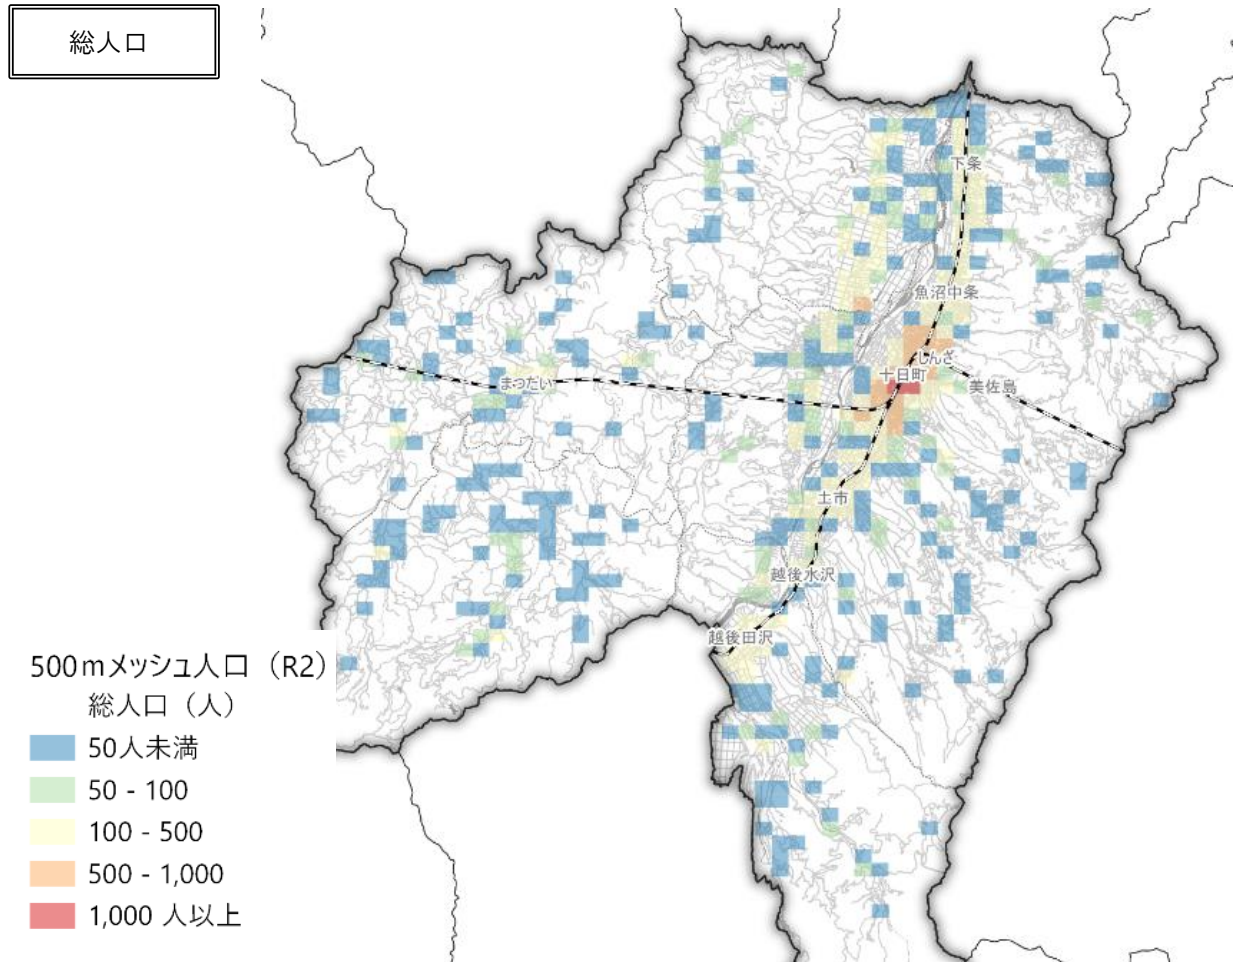 総人口
下条
魚沼中条
しんざ
十日町
美佐島
まつだい
土市
越後水沢
越後田沢
500mメッシュ人口（R2）
総人口（人）
50人未満
50 - 100
100 - 500
500 - 1,000
1,000 人以上